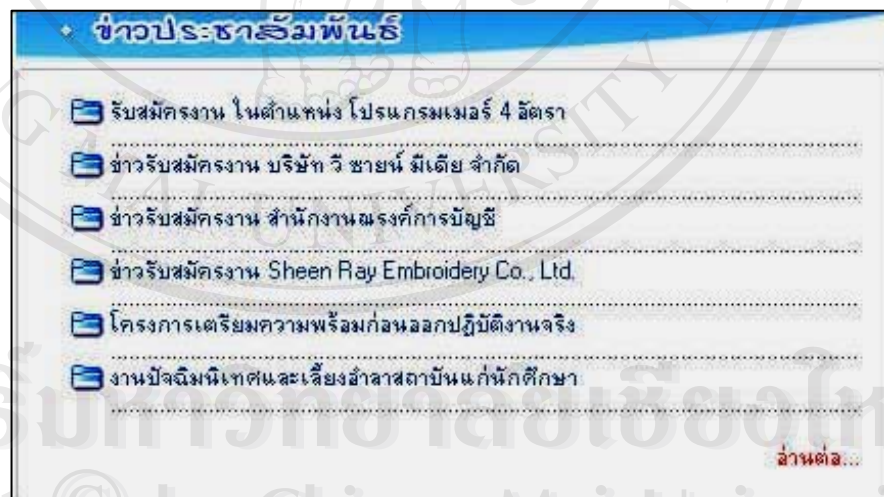 ข่าวประชาสัมพันธ์
รับสมัครงาน ในตำแหน่ง โปรแกรมเมอร์ 4 อัตรา
ข่าวรับสมัครงาน บริษัท วี ชายน์ มีเดีย จำกัด
ข่าวรับสมัครงาน สำนักงานณรงค์การบัญชี
ข่าวรับสมัครงาน Sheen Ray Embroidery Co., Ltd.
โครงการเตรียมความพร้อมก่อนออกปฏิบัติงานจริง
งานปัจฉิมนิเทศและเลี้ยงอำลาสถาบันแก่นักศึกษา
อ่านต่อ...